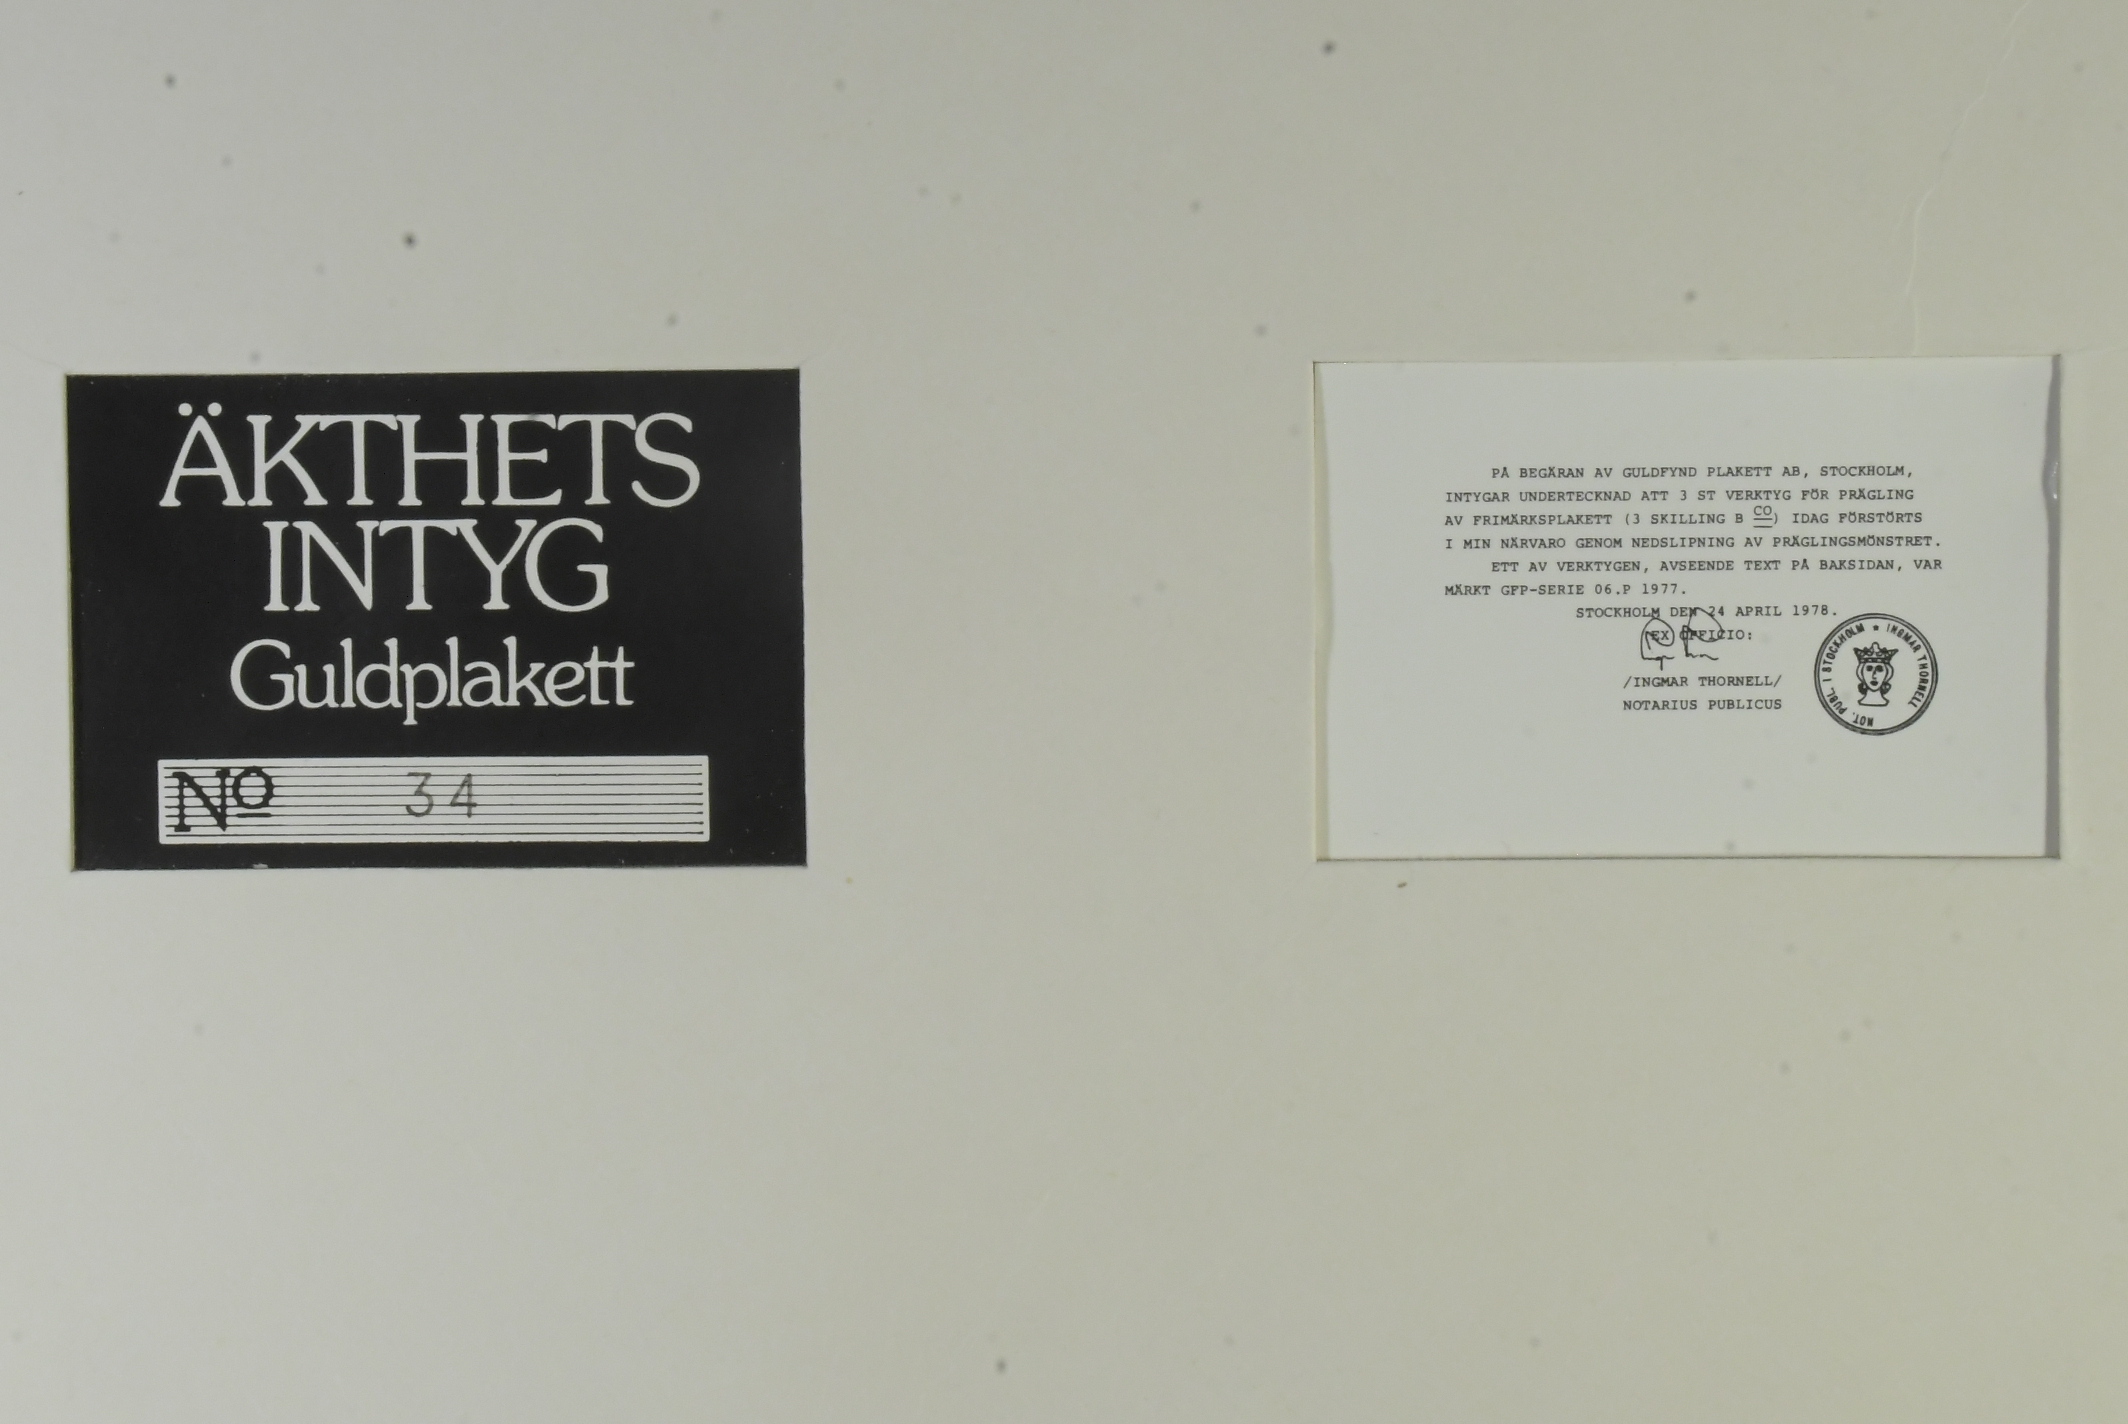 ÄKTHETS
INTYG
Guldplakett
No 34
PÅ BEGÄRAN AV GULDFYND PLAKETT AB, STOCKHOLM,
INTYGAR UNDERTECKNAD ATT 3 ST VERKTYG FÖR PRÄGLING
AV FRIMÄRKSPLAKETT (3 SKILLING B CO) IDAG FÖRSTÖRTS
I MIN NÄRVARO GENOM NEDSLIPNING AV PRÄGLINGSMÖNSTRET.
ETT AV VERKTYGEN, AVSEENDE TEXT PÅ BAKSIDAN, VAR
MÄRKT GFP-SERIE 06.P 1977.
STOCKHOLM DEN 24 APRIL 1978.
EX OFFICIO:
/INGMAR THORNELL/
NOTARIUS PUBLICUS
NOT. PUBL. I STOCKHOLM * INGMAR THORNELL